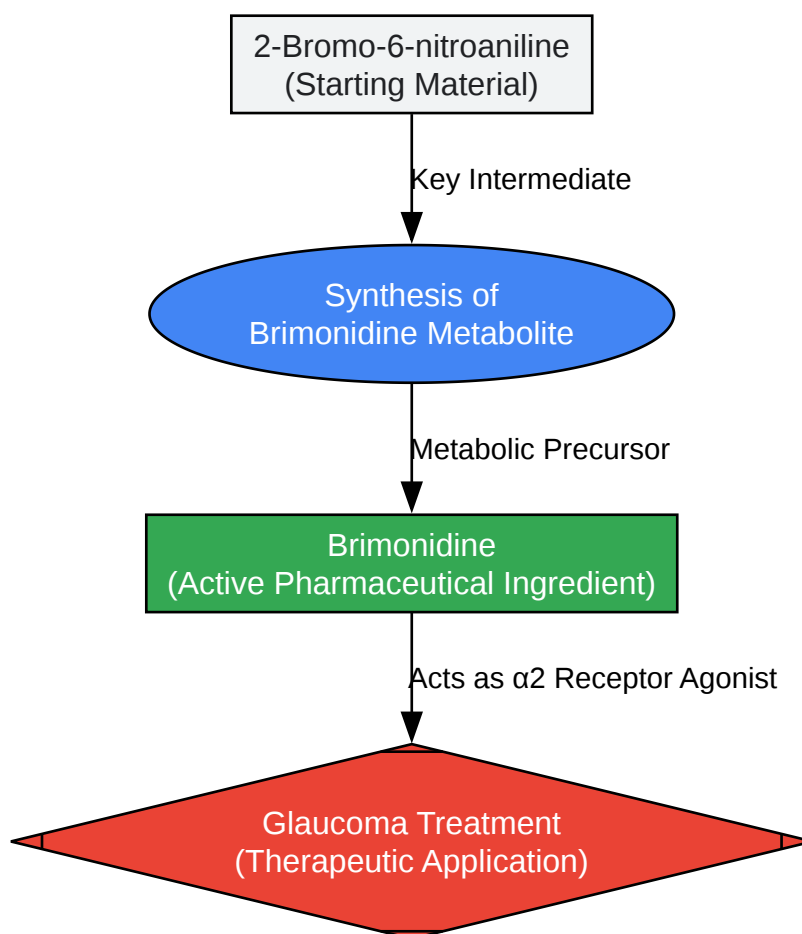 2-Bromo-6-nitroaniline
(Starting Material)
Key Intermediate
Synthesis of
Brimonidine Metabolite
Metabolic Precursor
Brimonidine
(Active Pharmaceutical Ingredient)
Acts as α2 Receptor Agonist
Glaucoma Treatment
(Therapeutic Application)